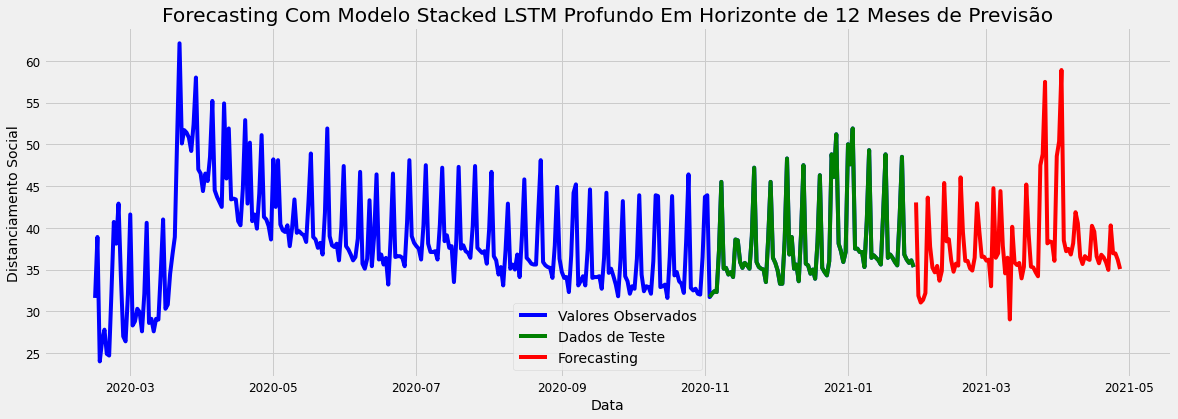 Forecasting Com Modelo Stacked LSTM Profundo Em Horizonte de 12 Meses de Previsão
Distanciamento Social
60
55
50
45
40
35
30
25
Valores Observados
Dados de Teste
Forecasting
2020-03 2020-05 2020-07 2020-09 2020-11 2021-01 2021-03 2021-05
Data